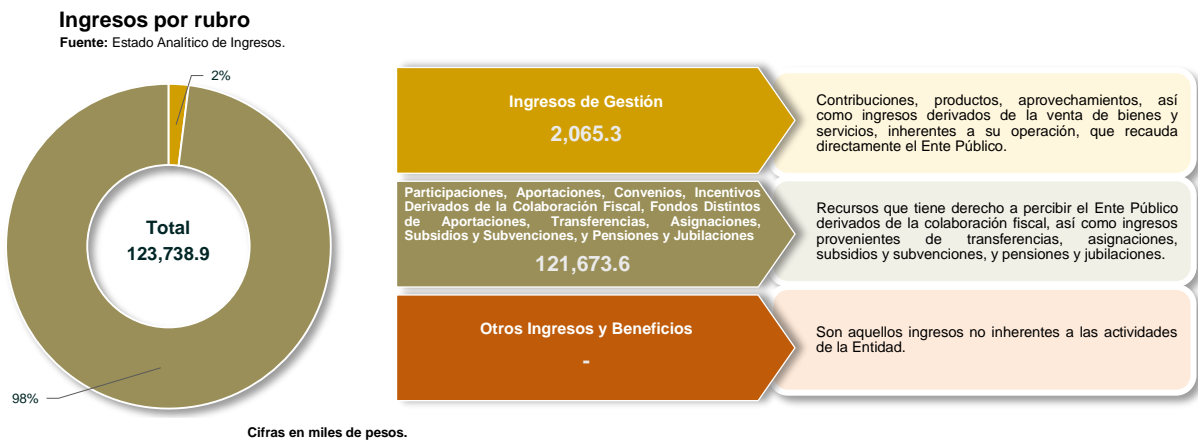 Ingresos por rubro
Fuente: Estado Analítico de Ingresos.
2%
Total
123,738.9
98%
Ingresos de Gestión
2,065.3
Contribuciones, productos, aprovechamientos, así
como ingresos derivados de la venta de bienes y
servicios, inherentes a su operación, que recauda
directamente el Ente Público.
Participaciones, Aportaciones, Convenios, Incentivos
Derivados de la Colaboración Fiscal, Fondos Distintos
de Aportaciones, Transferencias, Asignaciones,
Subsidios y Subvenciones, y Pensiones y Jubilaciones
121,673.6
Recursos que tiene derecho a percibir el Ente Público
derivados de la colaboración fiscal, así como ingresos
provenientes de transferencias, asignaciones,
subsidios y subvenciones, y pensiones y jubilaciones.
Otros Ingresos y Beneficios
-
Son aquellos ingresos no inherentes a las actividades
de la Entidad.
Cifras en miles de pesos.